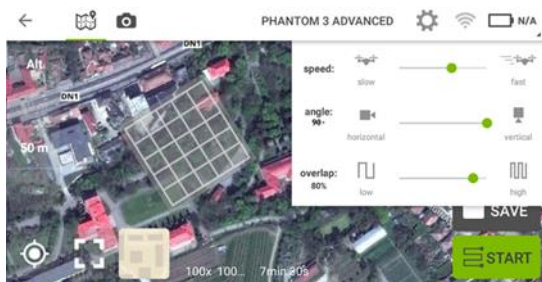 PHANTOM 3 ADVANCED
N/A
Alt
DN1
DN1
50 m
speed:
slow
fast
angle:
90°
horizontal
vertical
overlap:
80%
low
high
SAVE
100x 100...
7min 30s
START